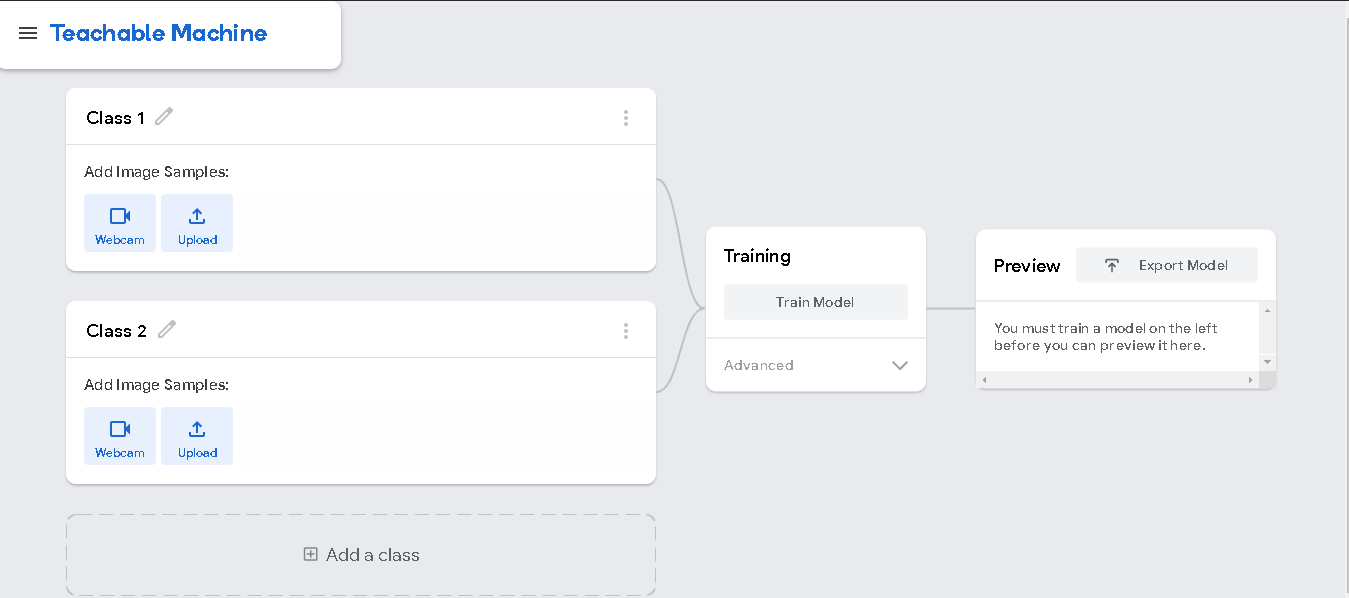 Teachable Machine
Class 1
Add Image Samples:
Webcam
Upload
Class 2
Add Image Samples:
Webcam
Upload
Add a class
Training
Train Model
Advanced
Preview
Export Model
You must train a model on the left
before you can preview it here.